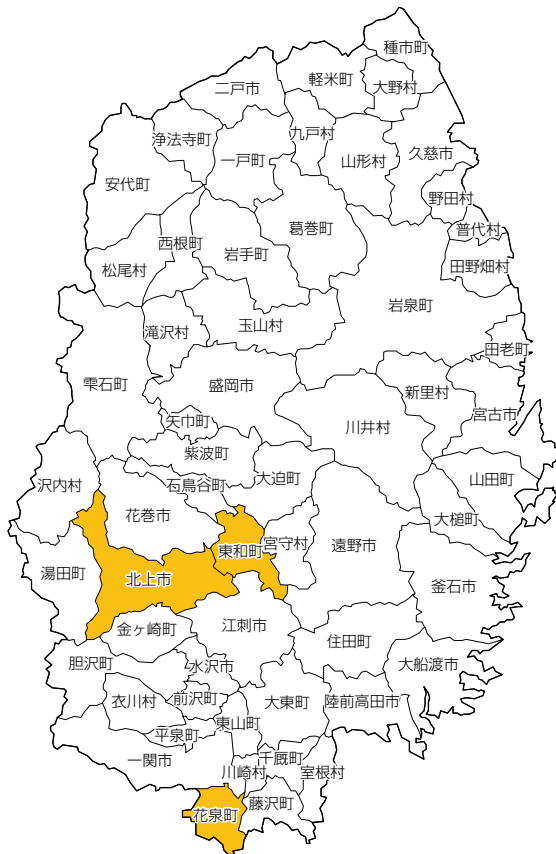 種市町
軽米町
大野村
二戸市
九戸村
浄法寺町
一戸町
山形村
久慈市
安代町
野田村
葛巻町
普代村
西根町
岩手町
田野畑村
松尾村
岩泉町
玉山村
滝沢村
田老町
雫石町
盛岡市
新里村
宮古市
矢巾町
川井村
紫波町
沢内村
大迫町
山田町
石鳥谷町
花巻市
大槌町
東和町
宮守村
遠野市
湯田町
北上市
釜石市
金ヶ崎町
江刺市
住田町
胆沢町
水沢市
大船渡市
衣川村
前沢町
大東町
陸前高田市
東山町
平泉町
一関市
千厩町
川崎村
室根村
花泉町
藤沢町